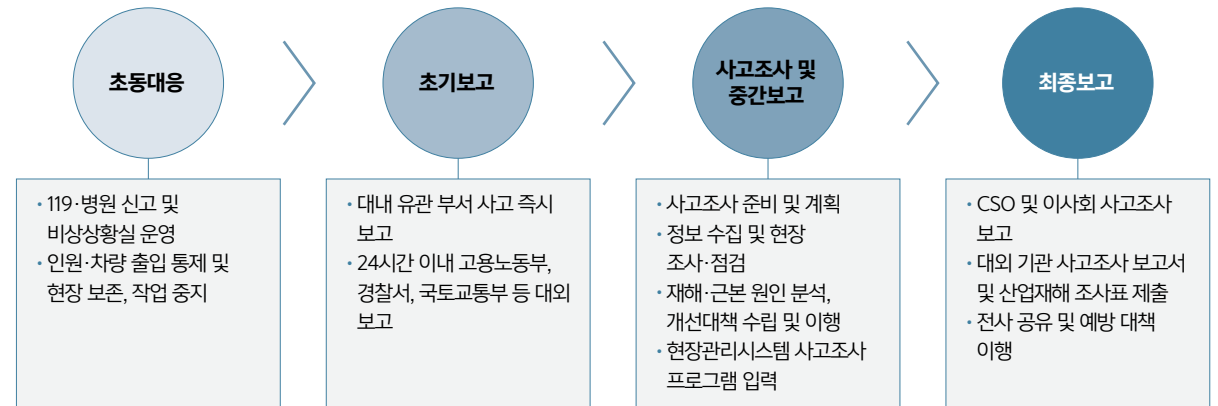 초동대응
· 119·병원 신고 및
비상상황실 운영
· 인원·차량 출입 통제 및
현장 보존, 작업 중지
초기보고
· 대내 유관 부서 사고 즉시
보고
· 24시간 이내 고용노동부,
경찰서, 국토교통부 등 대외
보고
사고조사 및
중간보고
· 사고조사 준비 및 계획
· 정보 수집 및 현장
조사·점검
· 재해·근본 원인 분석,
개선대책 수립 및 이행
· 현장관리시스템 사고조사
프로그램 입력
최종보고
· CSO 및 이사회 사고조사
보고
· 대외 기관 사고조사 보고서
및 산업재해 조사표 제출
· 전사 공유 및 예방 대책
이행